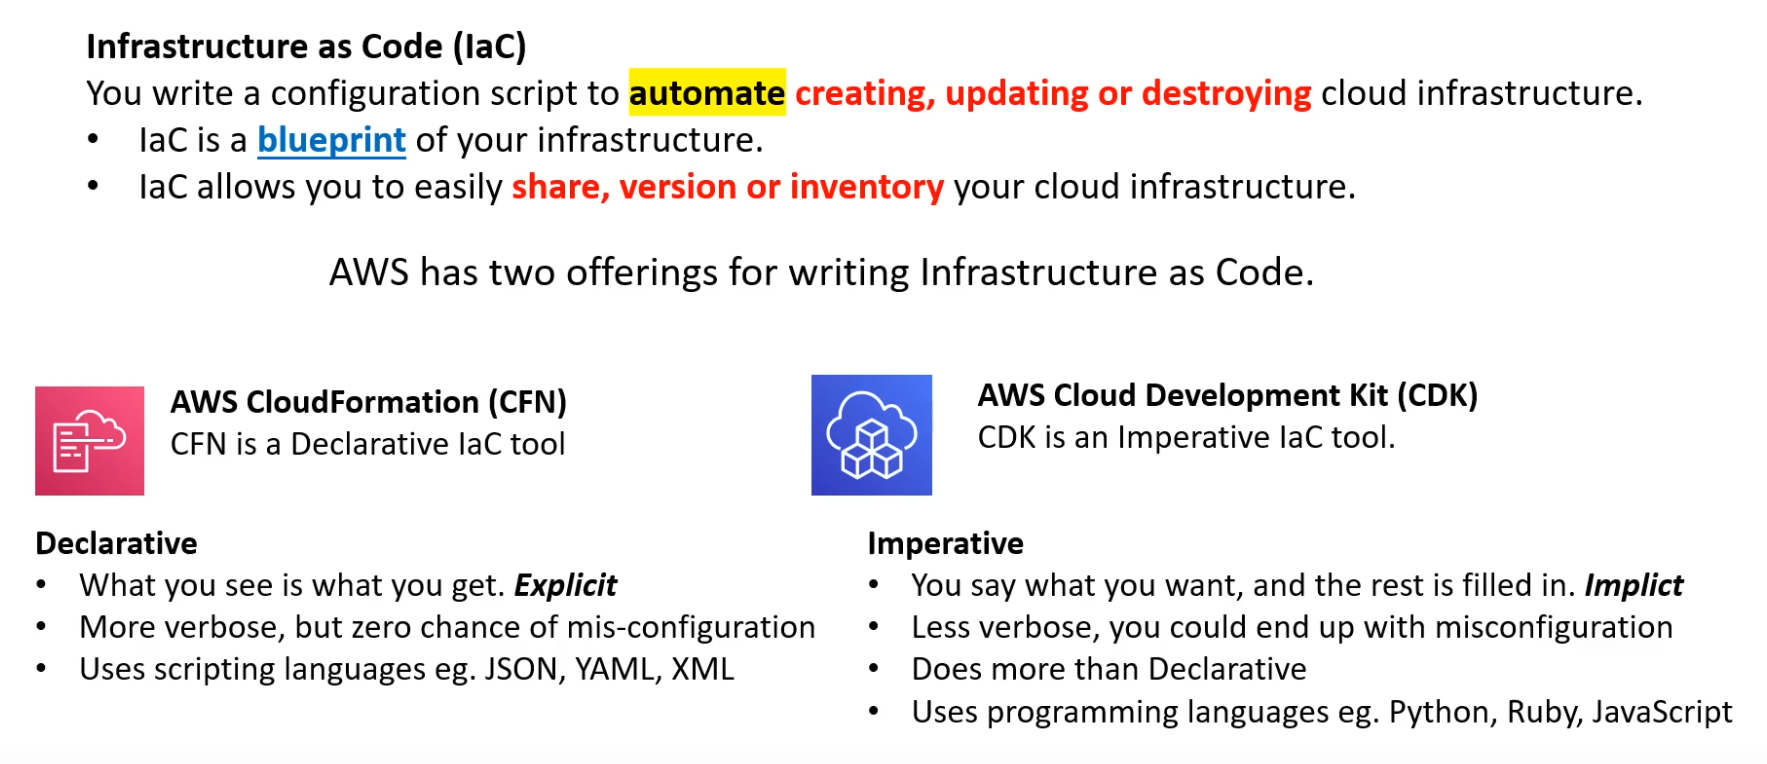 Infrastructure as Code (IaC)
You write a configuration script to automate creating, updating or destroying cloud infrastructure.
• IaC is a blueprint of your infrastructure.
• IaC allows you to easily share, version or inventory your cloud infrastructure.
AWS has two offerings for writing Infrastructure as Code.
AWS CloudFormation (CFN)
CFN is a Declarative IaC tool
Declarative
• What you see is what you get. Explicit
• More verbose, but zero chance of mis-configuration
• Uses scripting languages eg. JSON, YAML, XML
AWS Cloud Development Kit (CDK)
CDK is an Imperative IaC tool.
Imperative
• You say what you want, and the rest is filled in. Implict
• Less verbose, you could end up with misconfiguration
• Does more than Declarative
• Uses programming languages eg. Python, Ruby, JavaScript